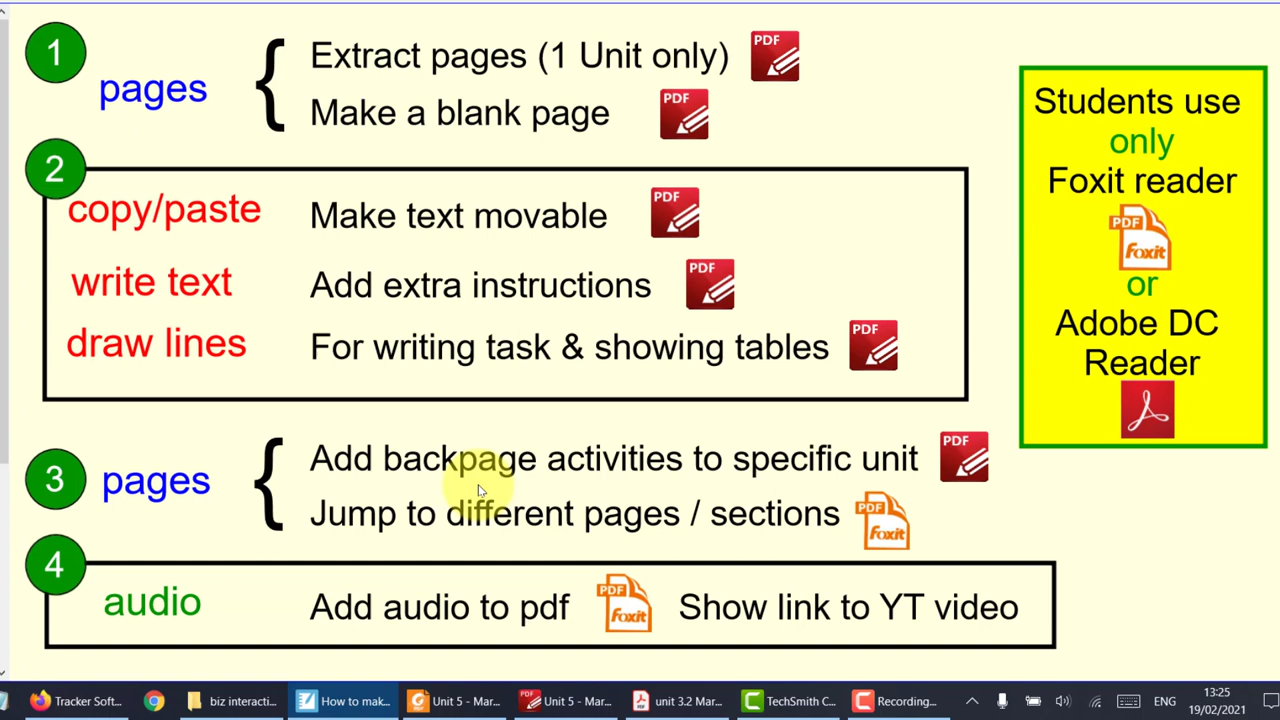 1
pages
{
Extract pages (1 Unit only)
PDF
Make a blank page
PDF
2
copy/paste
Make text movable
PDF
write text
Add extra instructions
PDF
draw lines
For writing task & showing tables
PDF
Students use
only
Foxit reader
PDF
Foxit
or
Adobe DC
Reader
3
pages
{
Add backpage activities to specific unit
PDF
Jump to different pages / sections
PDF
Foxit
4
audio
Add audio to pdf
PDF
Foxit
Show link to YT video
Tracker Soft...
biz interacti...
How to mak...
Unit 5 - Mar...
Unit 5 - Mar...
unit 3.2 Mar...
TechSmith C...
Recording...
ENG
13:25
19/02/2021